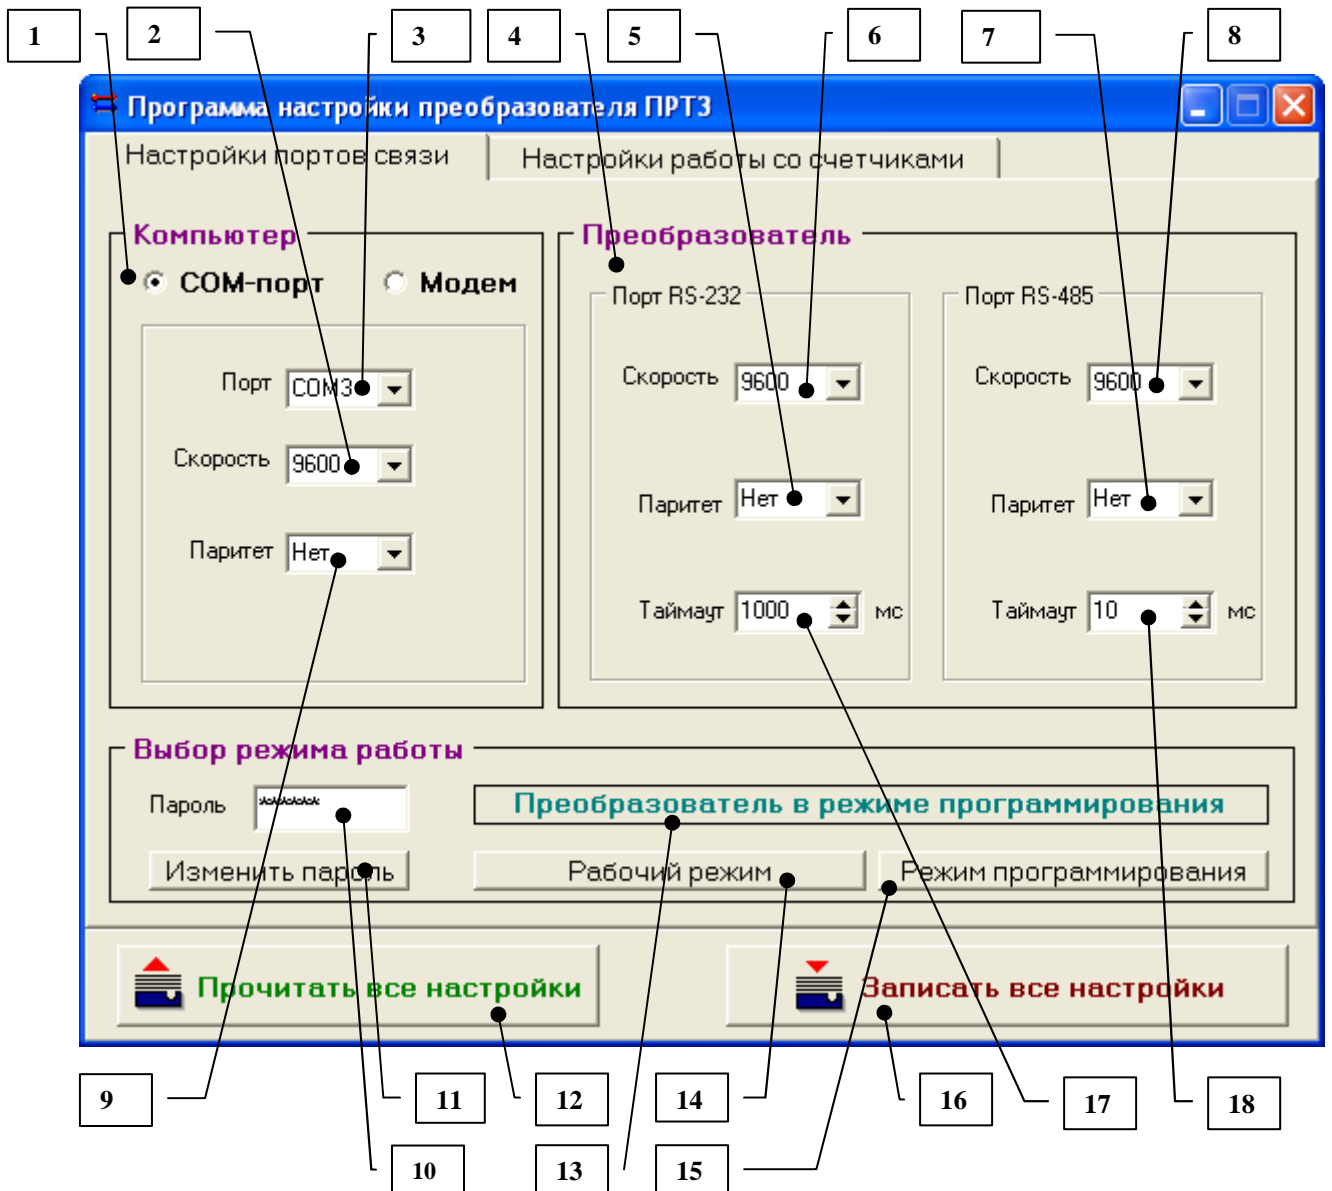 1 2 3 4 5 6 7 8
Программа настройки преобразователя ПРТЗ
Настройки портов связи Настройки работы со счетчиками
Компьютер Преобразователь
COM-порт Модем
Порт RS-232 Порт RS-485
Порт COM3
Скорость 9600 Скорость 9600
Скорость 9600
Паритет Нет Паритет Нет
Паритет Нет
Таймаут 1000 мс Таймаут 10 мс
Выбор режима работы
Пароль ******* Преобразователь в режиме программирования
Изменить пароль Рабочий режим Режим программирования
Прочитать все настройки Записать все настройки
9 11 12 14 16 17 18
10 13 15